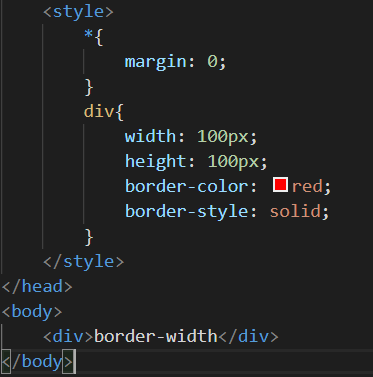 <style>
*{
margin: 0;
}
div{
width: 100px;
height: 100px;
border-color: red;
border-style: solid;
}
</style>
</head>
<body>
<div>border-width</div>
</body>